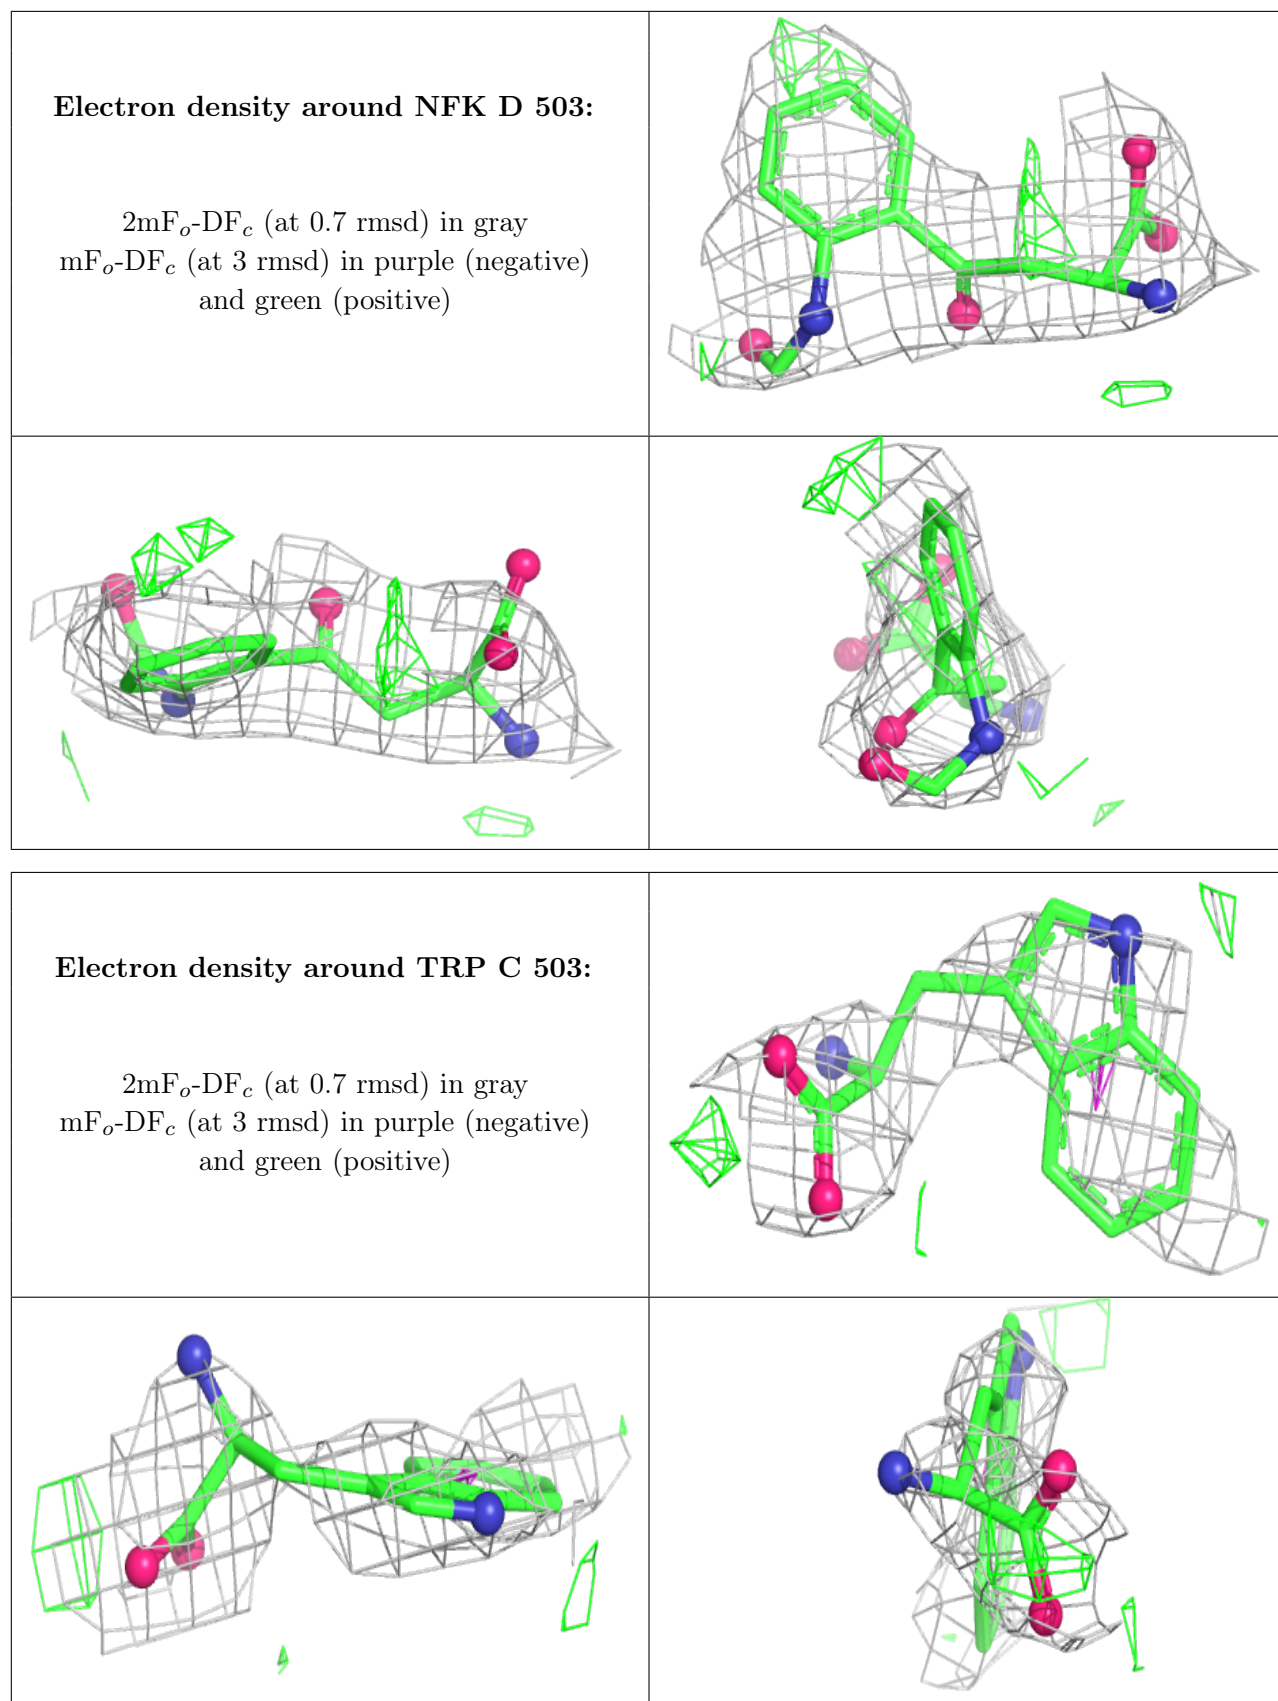 Electron density around NFK D 503:
2mFo-DFc (at 0.7 rmsd) in gray
mFo-DFc (at 3 rmsd) in purple (negative)
and green (positive)
Electron density around TRP C 503:
2mFo-DFc (at 0.7 rmsd) in gray
mFo-DFc (at 3 rmsd) in purple (negative)
and green (positive)